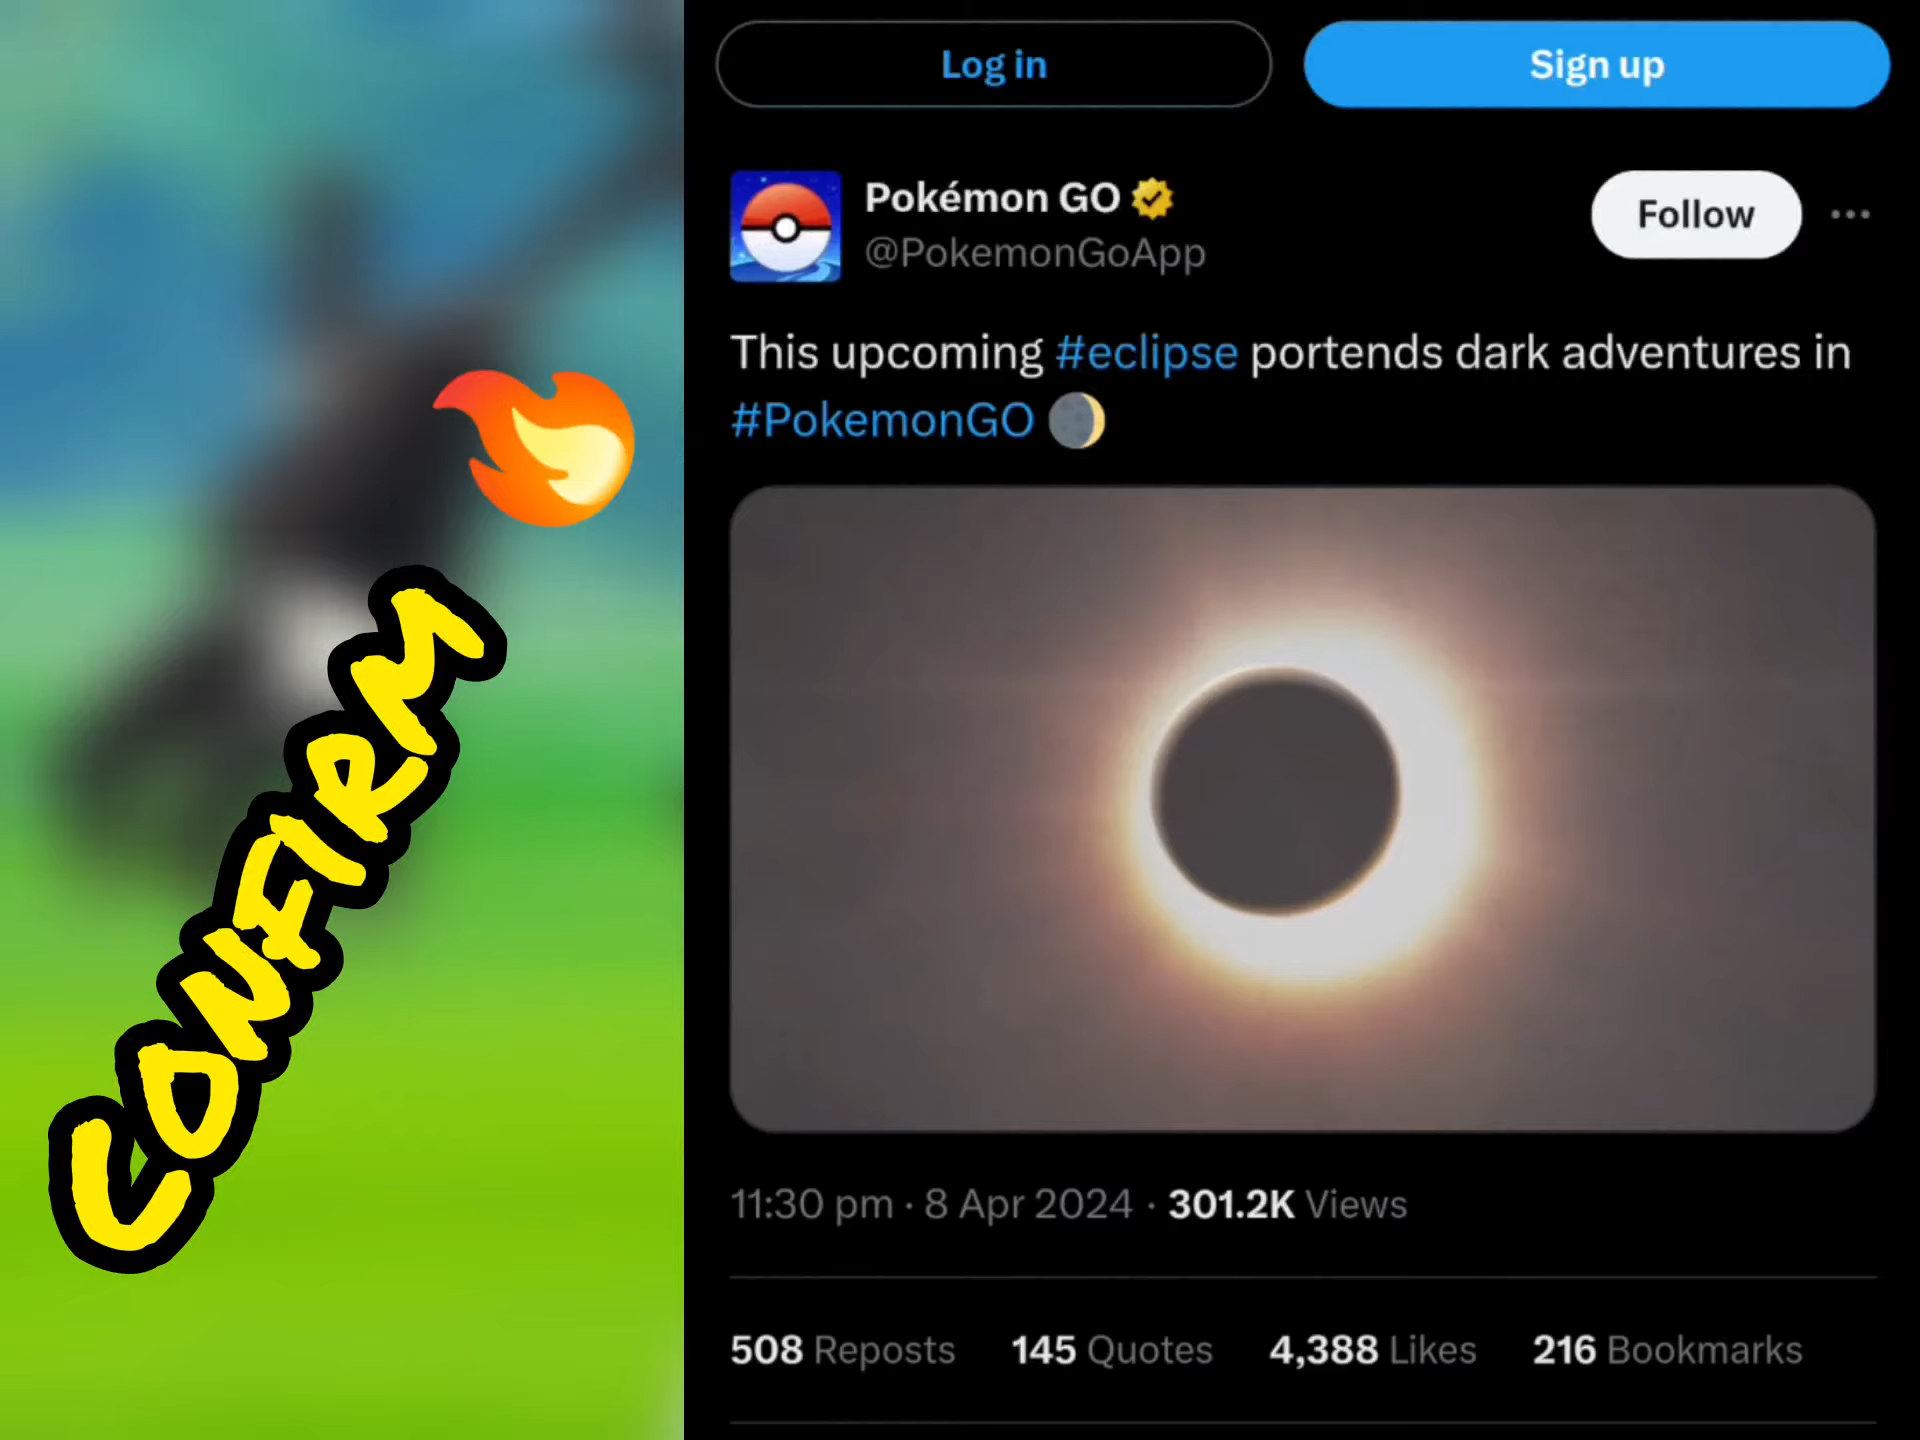 CONFIRM
Log in
Sign up
Pokémon GO
@PokemonGoApp
Follow
This upcoming #eclipse portends dark adventures in
#PokemonGO
11:30 pm · 8 Apr 2024 · 301.2K Views
508 Reposts 145 Quotes 4,388 Likes 216 Bookmarks